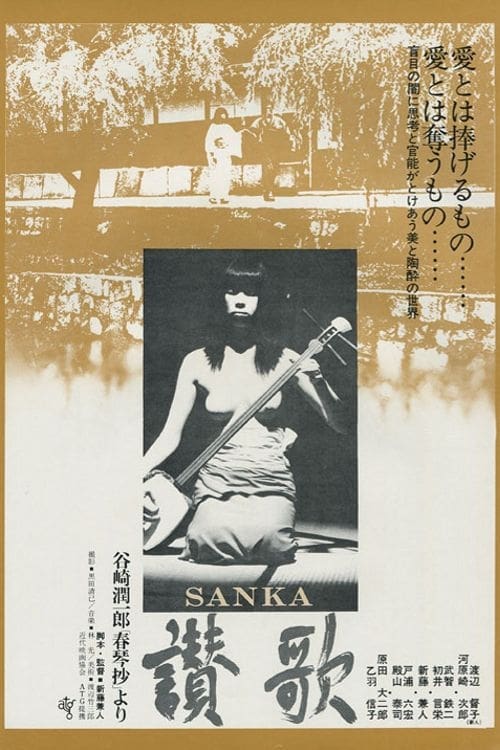 愛とは捧げるもの……
愛とは奪うもの……
盲目の闇に思考と官能がとけあう美と陶酔の世界
SANKA
讃歌
谷崎潤一郎「春琴抄」より
脚本・監督■新藤兼人
撮影■黒田清己/音楽■林光/美術■渡辺竹三郎
近代映画協会 ATG提携
atg
渡辺督子(新人)
河原崎次郎
武智鉄二
初井言栄
新藤兼人
戸浦六宏
殿山泰司
原田大二郎
乙羽信子